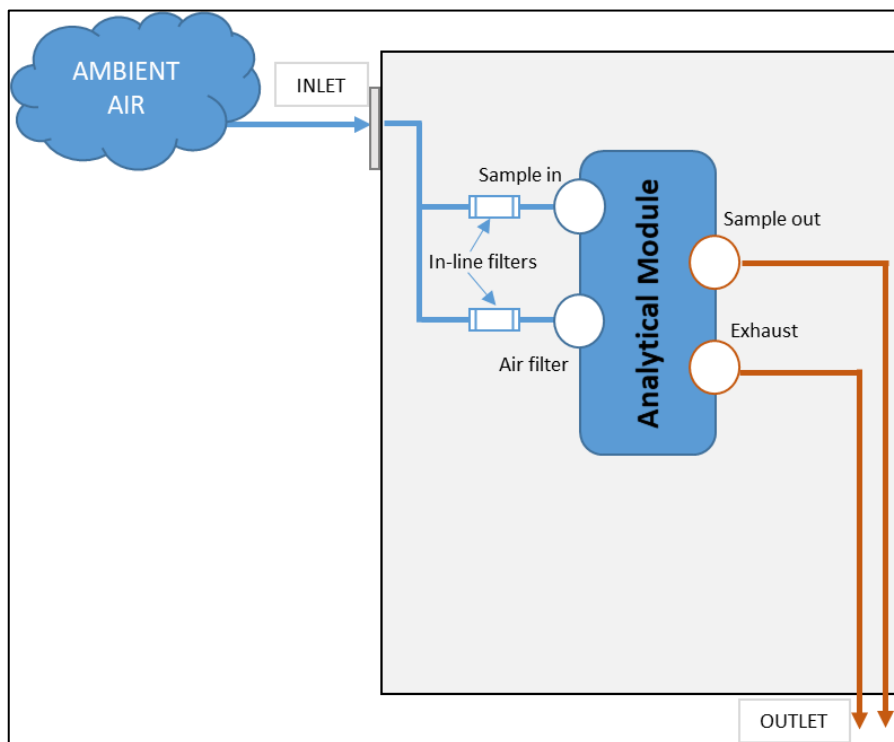 AMBIENT
AIR
INLET
Sample in
In-line filters
Air filter
Analytical Module
Sample out
Exhaust
OUTLET